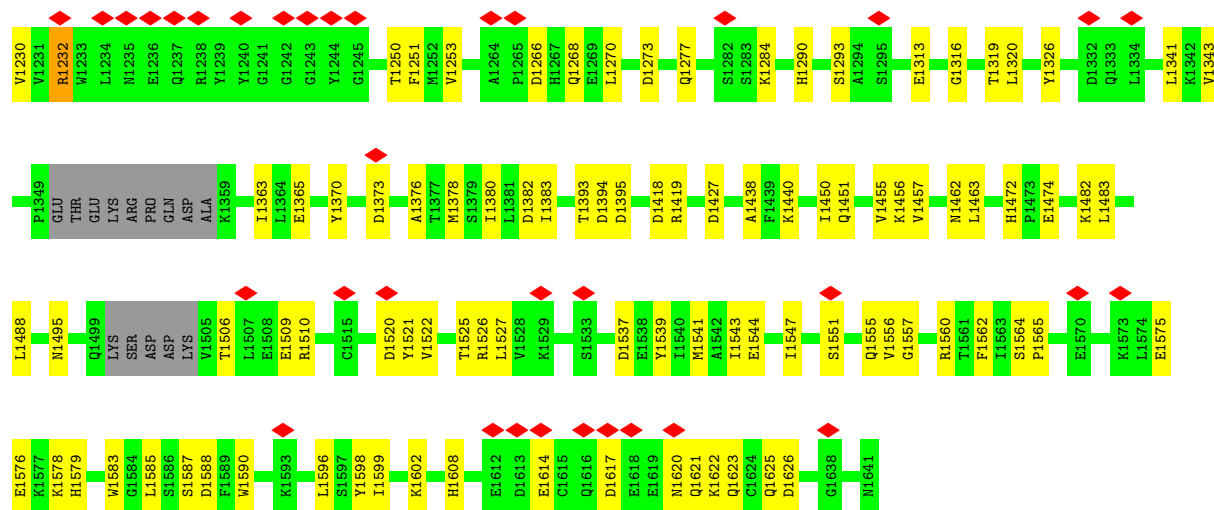 V1230 V1231 R1232 W1233 L1234 N1235 E1236 Q1237 R1238 Y1239 Y1240 G1241 G1242 G1243 Y1244 G1245 T1250 F1251 M1252 V1253 A1264 P1265 D1266 H1267 Q1268 E1269 L1270 D1273 Q1277 S1282 S1283 K1284 H1290 S1293 A1294 S1295 E1313 G1316 T1319 L1320 Y1326 D1332 Q1333 L1334 L1341 K1342 V1343
P1349 GLU THR GLU LYS ARG PRO GLN ASP ALA K1359 I1363 L1364 E1365 Y1370 D1373 A1376 T1377 M1378 S1379 I1380 L1381 D1382 I1383 T1393 D1394 D1395 D1418 R1419 D1427 A1438 F1439 K1440 I1450 Q1451 V1455 K1456 V1457 N1462 L1463 H1472 P1473 E1474 K1482 L1483
L1488 N1495 Q1499 LYS SER ASP ASP LYS V1505 T1506 L1507 E1508 E1509 R1510 C1515 D1520 Y1521 V1522 T1525 R1526 L1527 V1528 K1529 S1533 D1537 E1538 Y1539 I1540 M1541 A1542 I1543 E1544 I1547 S1551 Q1555 V1556 G1557 R1560 T1561 F1562 I1563 S1564 P1565 E1570 K1573 L1574 E1575
E1576 K1577 K1578 H1579 W1583 G1584 L1585 S1586 S1587 D1588 F1589 W1590 K1593 L1596 S1597 Y1598 I1599 K1602 H1608 E1612 D1613 E1614 C1615 Q1616 D1617 E1618 E1619 N1620 Q1621 K1622 Q1623 C1624 Q1625 D1626 G1638 N1641